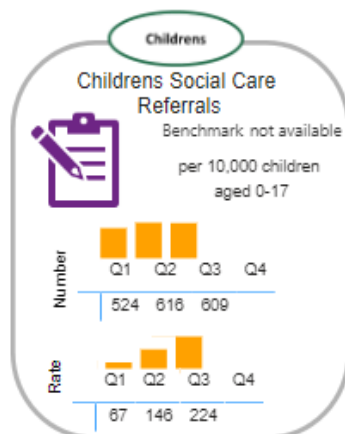 Childrens
Childrens Social Care
Referrals
Benchmark not available
per 10,000 children
aged 0-17
Number
Q1 Q2 Q3 Q4
524 616 609
Rate
Q1 Q2 Q3 Q4
67 146 224